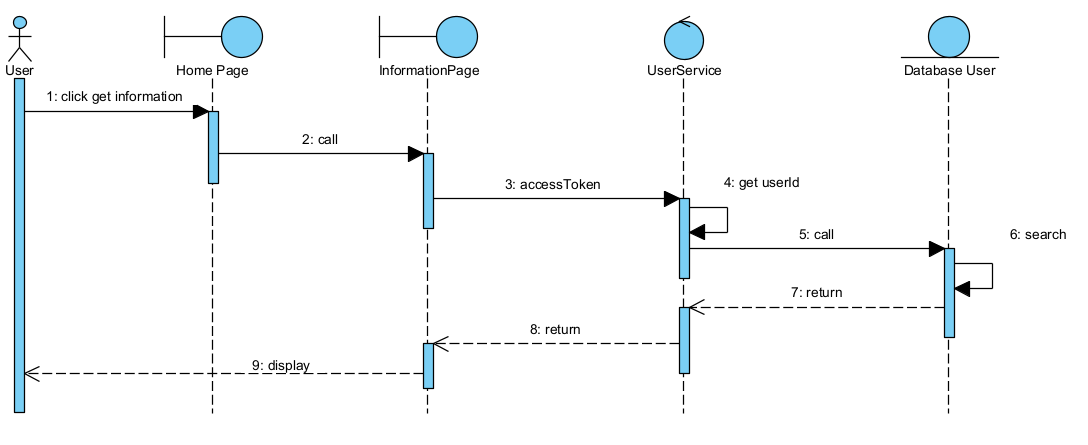 User
Home Page
InformationPage
UserService
Database User
1: click get information
2: call
3: accessToken
4: get userId
5: call
6: search
7: return
8: return
9: display